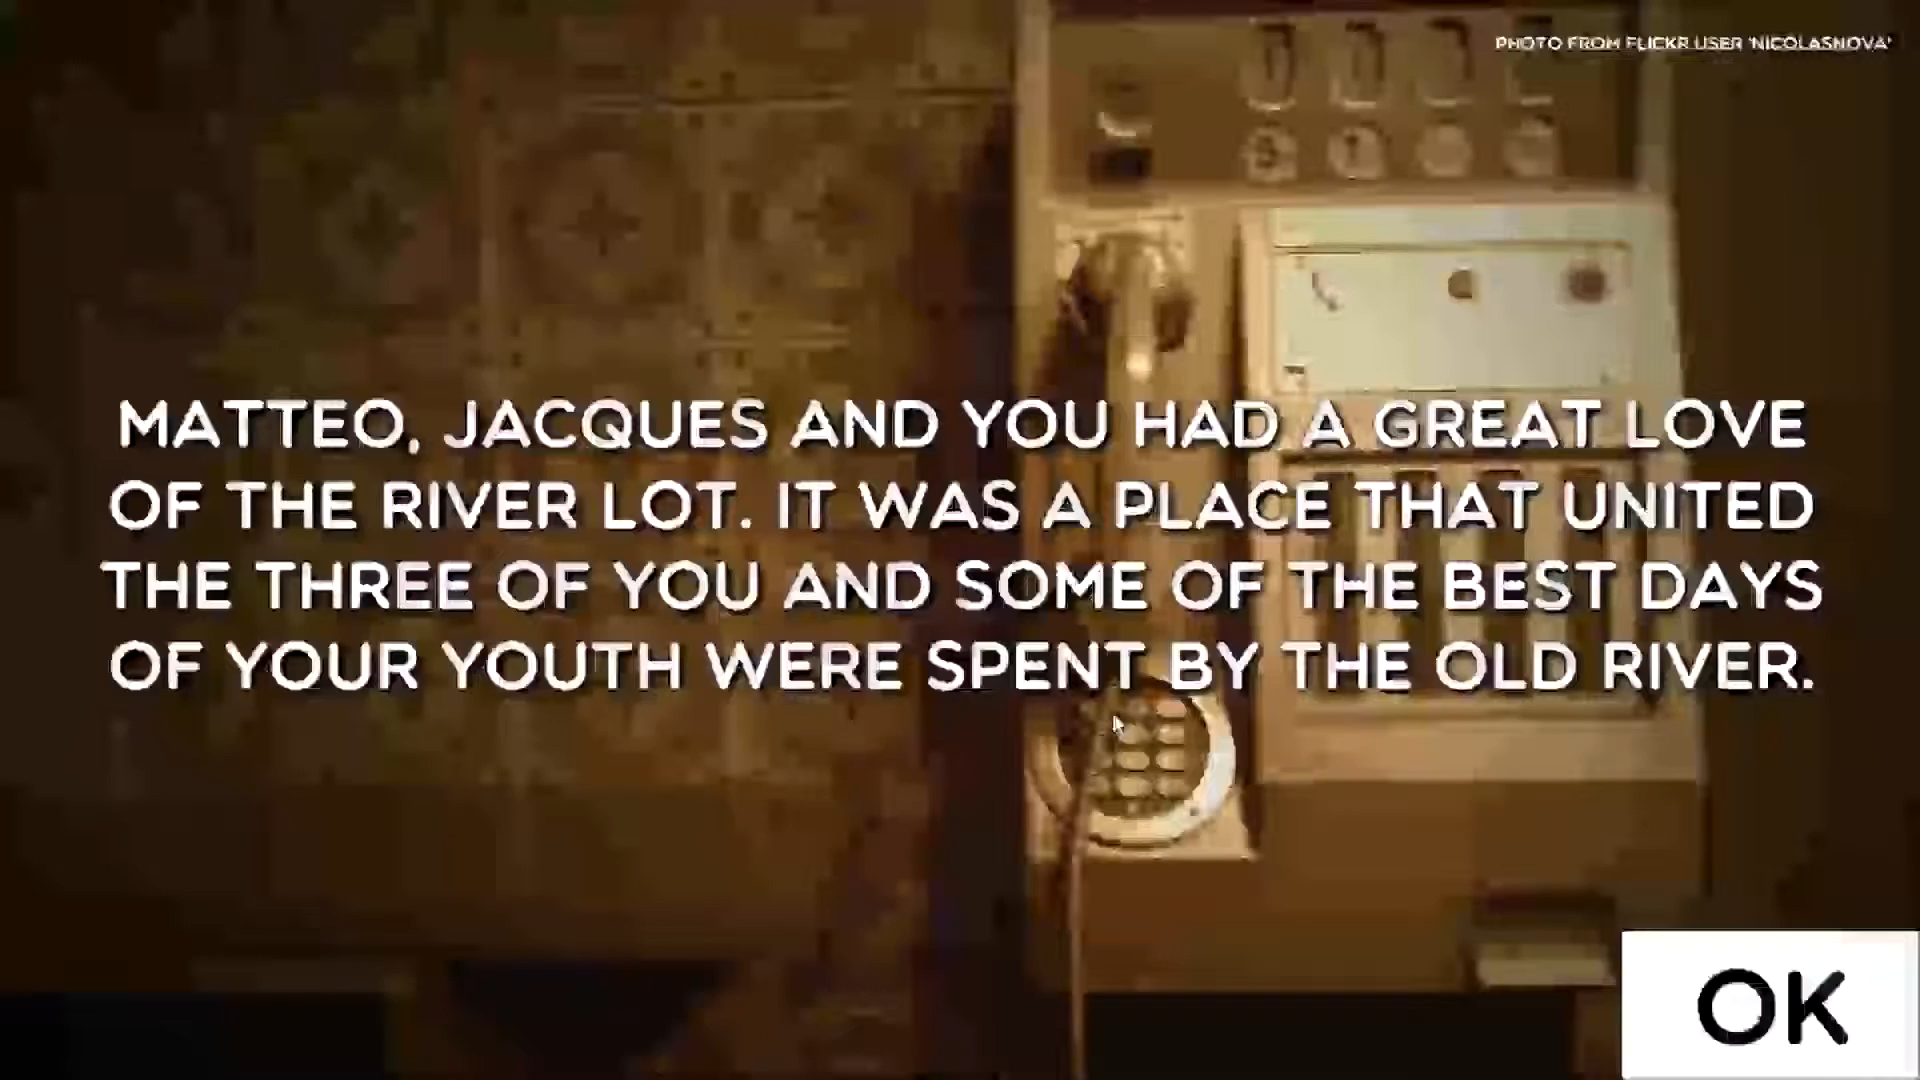 PHOTO FROM FLICKR USER 'NICOLASNOVA'
MATTEO, JACQUES AND YOU HAD A GREAT LOVE
OF THE RIVER LOT. IT WAS A PLACE THAT UNITED
THE THREE OF YOU AND SOME OF THE BEST DAYS
OF YOUR YOUTH WERE SPENT BY THE OLD RIVER.
OK